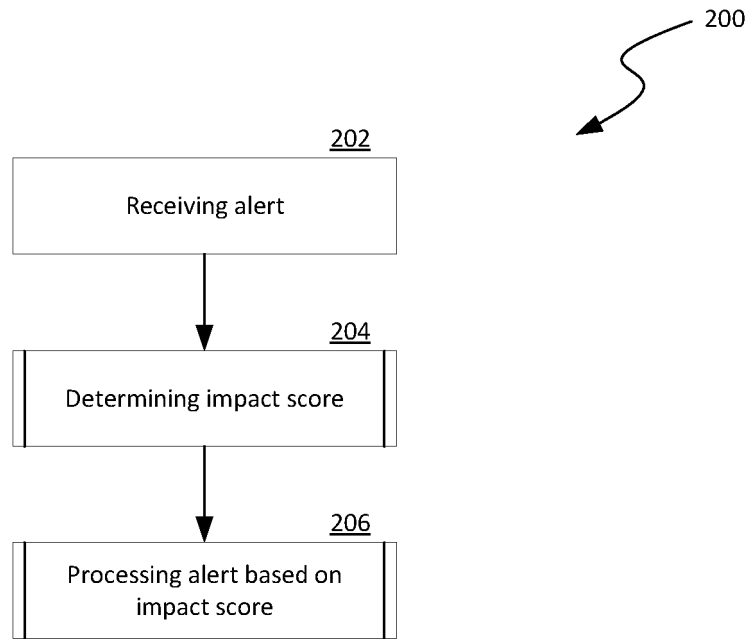 200
202
Receiving alert
204
Determining impact score
206
Processing alert based on
impact score